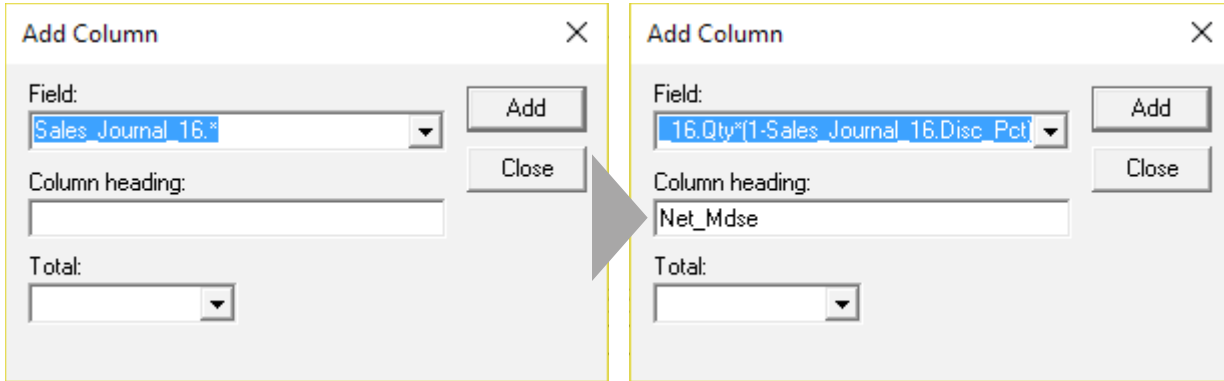 Add Column
Field:
Sales_Journal_16.*
Add
Close
Column heading:
Total:
Add Column
Field:
_16.Qty*(1-Sales_Journal_16.Disc_Pct)
Add
Close
Column heading:
Net_Mdse
Total: